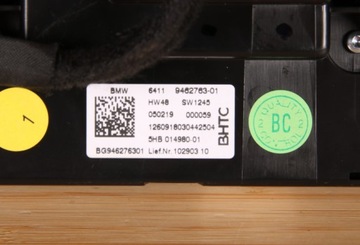 BMW 6411 9462763-01
HW48 SW1245
050219 000059
1260918030442504
5HB 014980-01
BG946276301 Lief.Nr.:102903 10
BHTC
1
QUALITY
BC